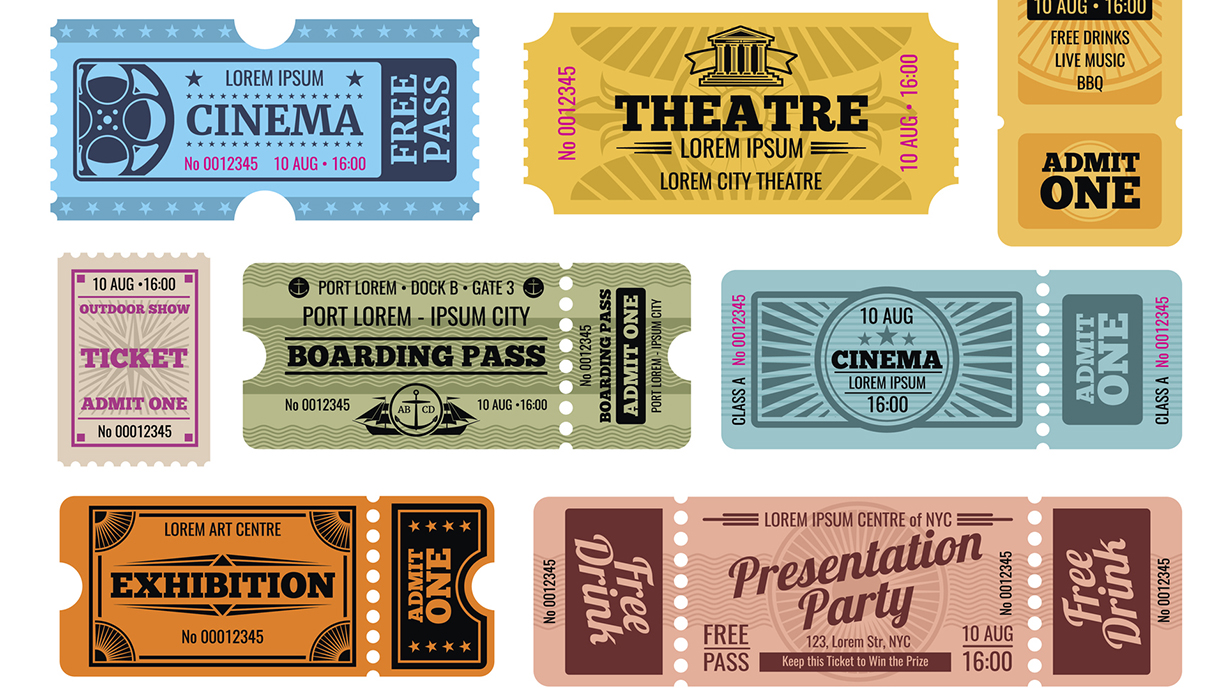 LOREM IPSUM
CINEMA
No 0012345 10 AUG • 16:00
FREE
PASS
No 0012345
THEATRE
LOREM IPSUM
LOREM CITY THEATRE
10 AUG • 16:00
10 AUG • 16:00
FREE DRINKS
LIVE MUSIC
BBQ
ADMIT
ONE
10 AUG •16:00
OUTDOOR SHOW
TICKET
ADMIT ONE
No 00012345
PORT LOREM • DOCK B • GATE 3
PORT LOREM - IPSUM CITY
BOARDING PASS
No 0012345
AB CD
10 AUG •16:00
No 0012345
BOARDING PASS
ADMIT ONE
PORT LOREM - IPSUM CITY
CLASS A No 0012345
10 AUG
CINEMA
LOREM IPSUM
16:00
ADMIT
ONE
CLASS A No 0012345
LOREM ART CENTRE
EXHIBITION
No 00012345
ADMIT
ONE
No 0012345
Free
Drink
LOREM IPSUM CENTRE of NYC
Presentation
Party
123, Lorem Str, NYC
FREE
PASS
Keep this Ticket to Win the Prize
10 AUG
16:00
No 0012345
Free
Drink
No 0012345